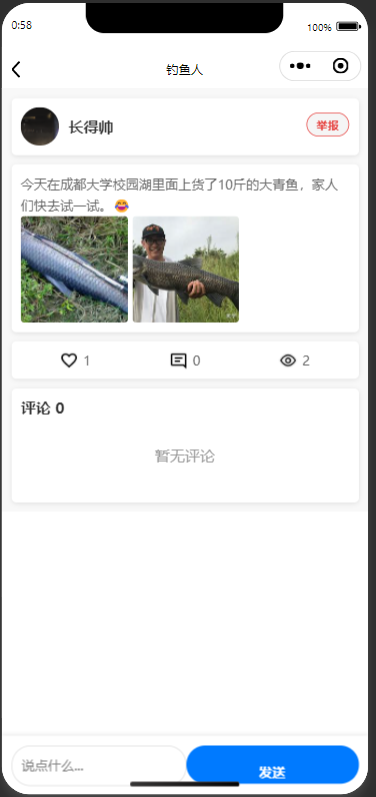 0:58
100%
钓鱼人
长得帅
举报
今天在成都大学校园湖里面上货了10斤的大青鱼，家人
们快去试一试。😂
1
0
2
评论 0
暂无评论
说点什么...
发送